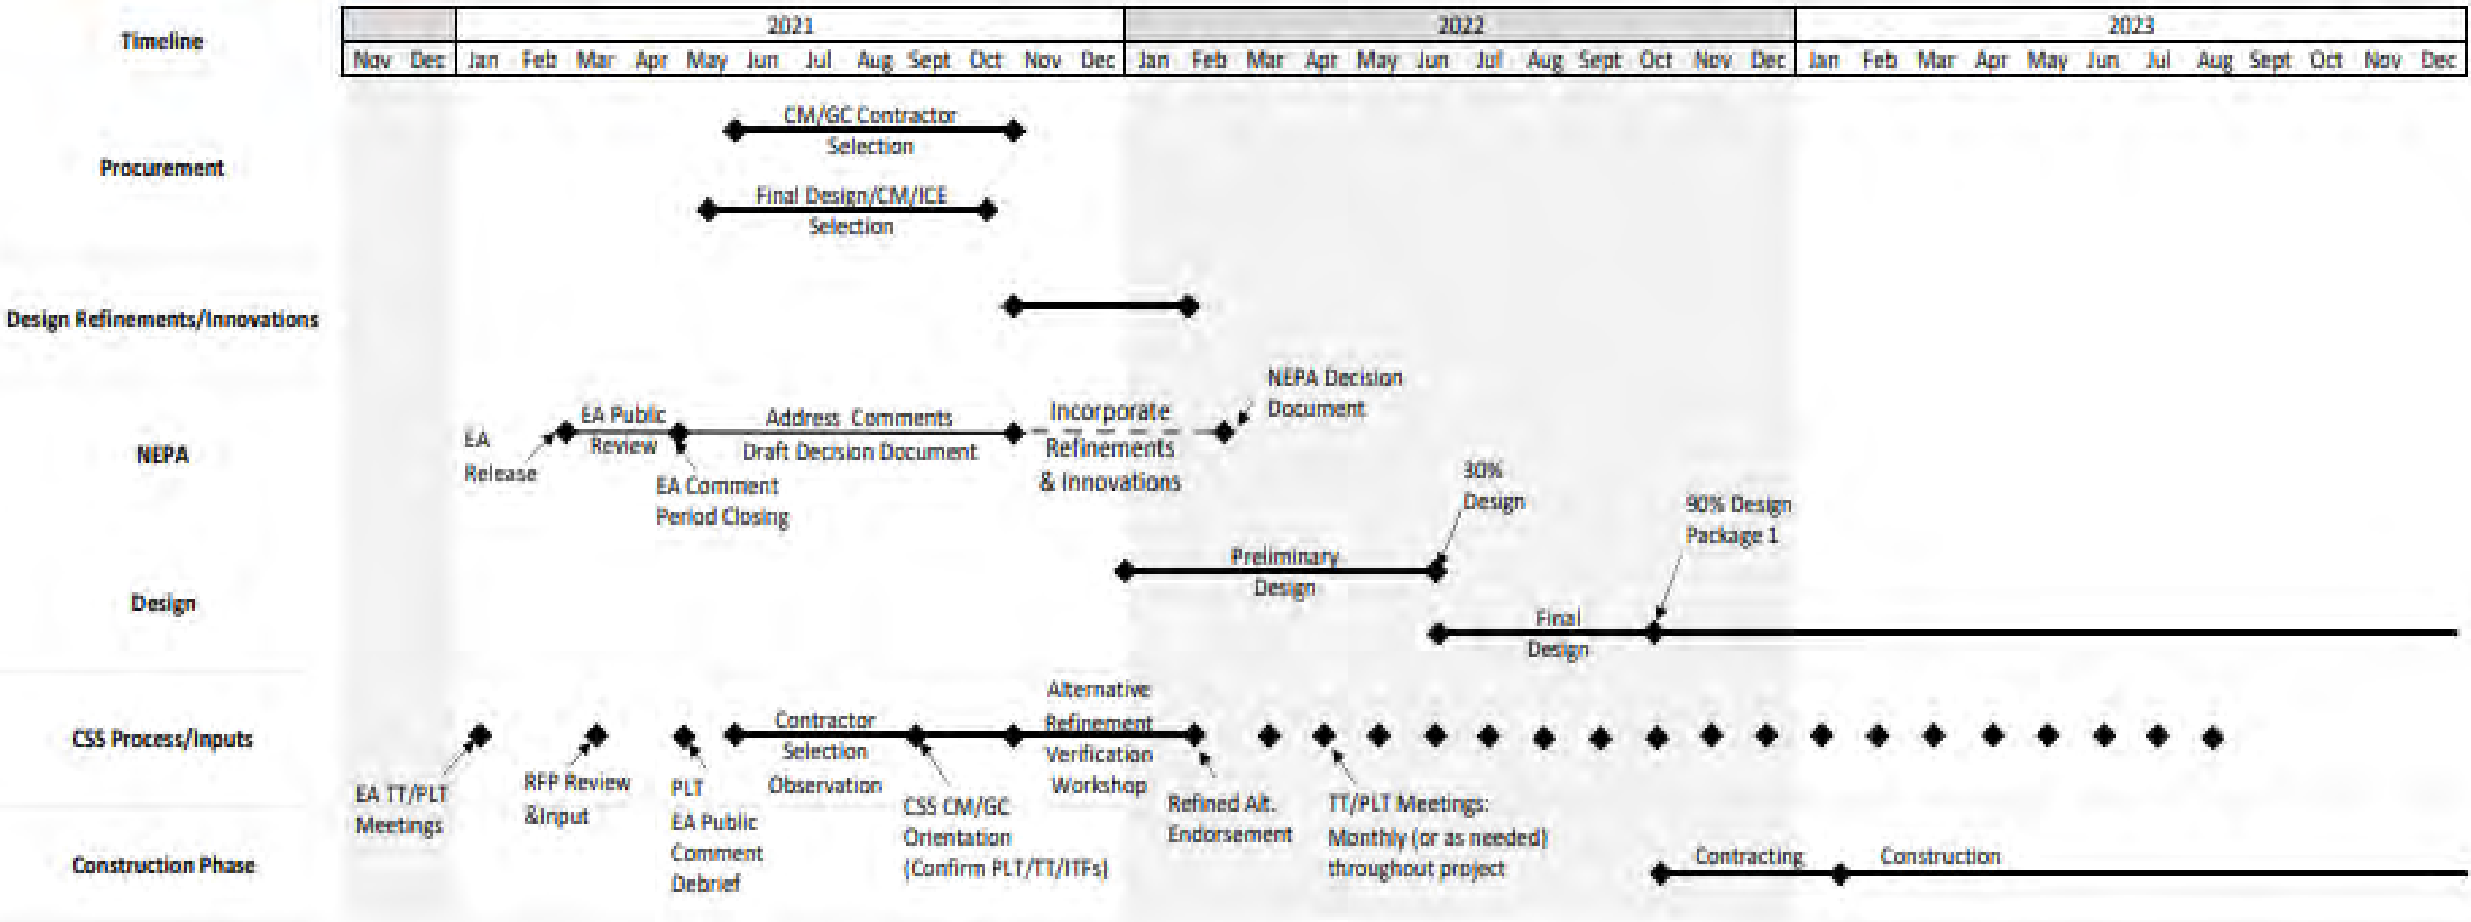 Timeline
2021
2022
2023
Nov Dec Jan Feb Mar Apr May Jun Jul Aug Sept Oct Nov Dec Jan Feb Mar Apr May Jun Jul Aug Sept Oct Nov Dec Jan Feb Mar Apr May Jun Jul Aug Sept Oct Nov Dec
Procurement
CM/GC Contractor
Selection
Final Design/CM/ICE
Selection
Design Refinements/Innovations
NEPA
EA
Release
EA Public
Review
EA Comment
Period Closing
Address Comments
Draft Decision Document
Incorporate
Refinements
& Innovations
NEPA Decision
Document
Design
Preliminary
Design
30%
Design
Final
Design
90% Design
Package 1
CSS Process/Inputs
EA TT/PLT
Meetings
RFP Review
&Input
PLT
EA Public
Comment
Debrief
Contractor
Selection
Observation
CSS CM/GC
Orientation
(Confirm PLT/TT/ITFs)
Alternative
Refinement
Verification
Workshop
Refined Alt.
Endorsement
TT/PLT Meetings:
Monthly (or as needed)
throughout project
Construction Phase
Contracting
Construction